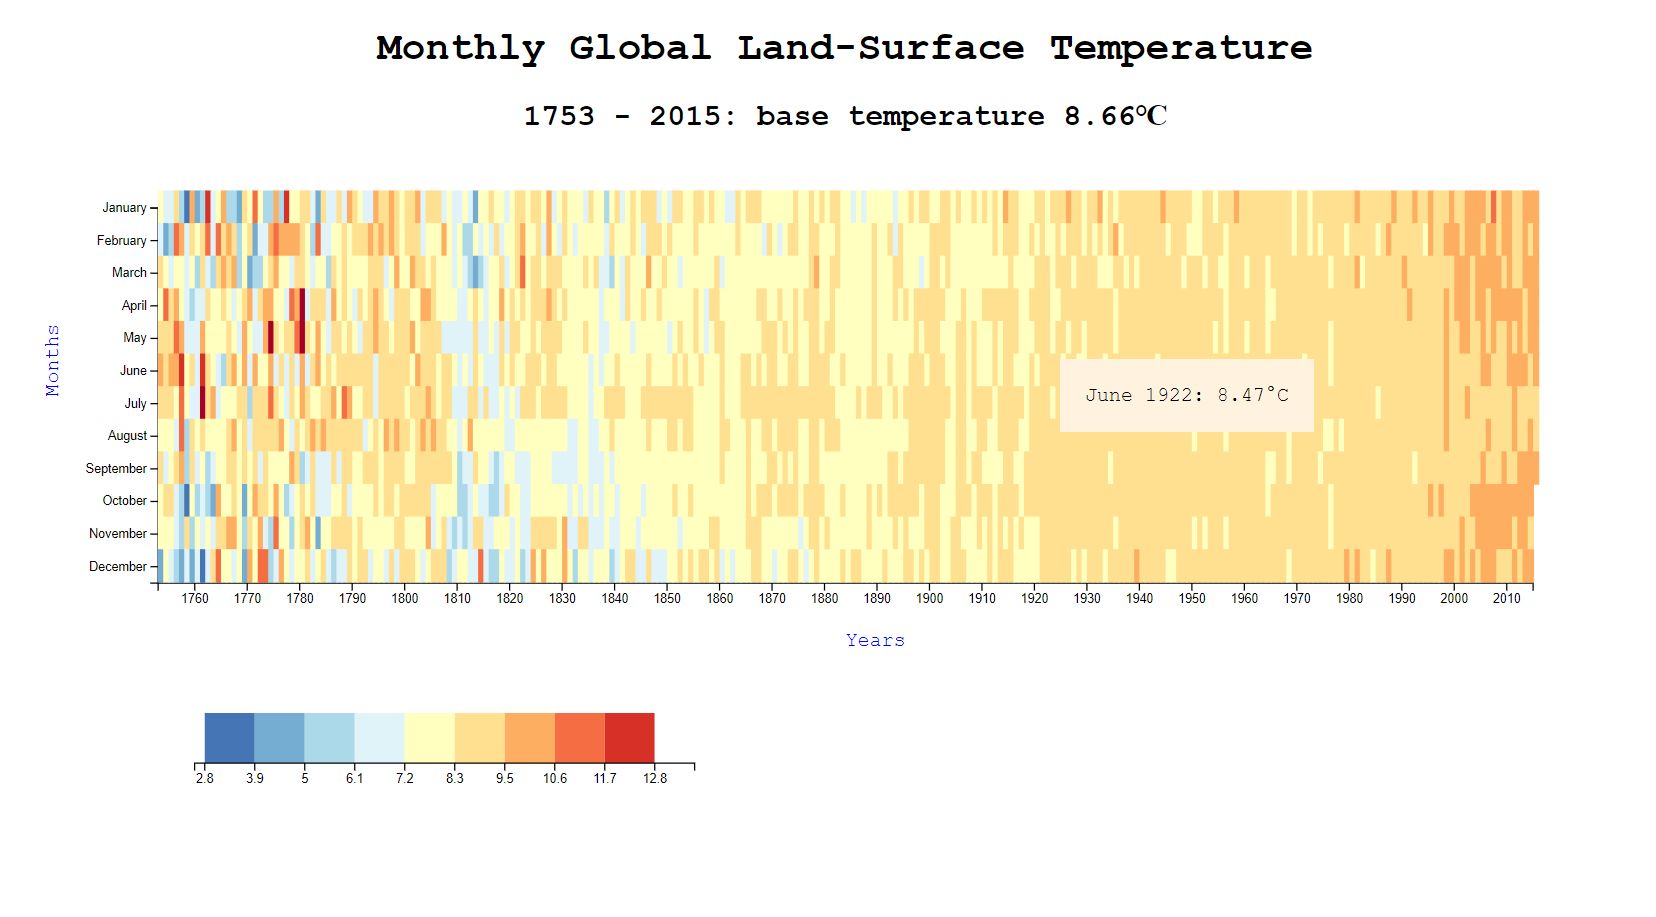 Monthly Global Land-Surface Temperature
1753 - 2015: base temperature 8.66℃
January
February
March
April
May
June
July
August
September
October
November
December
Months
June 1922: 8.47°C
1760 1770 1780 1790 1800 1810 1820 1830 1840 1850 1860 1870 1880 1890 1900 1910 1920 1930 1940 1950 1960 1970 1980 1990 2000 2010
Years
2.8 3.9 5 6.1 7.2 8.3 9.5 10.6 11.7 12.8